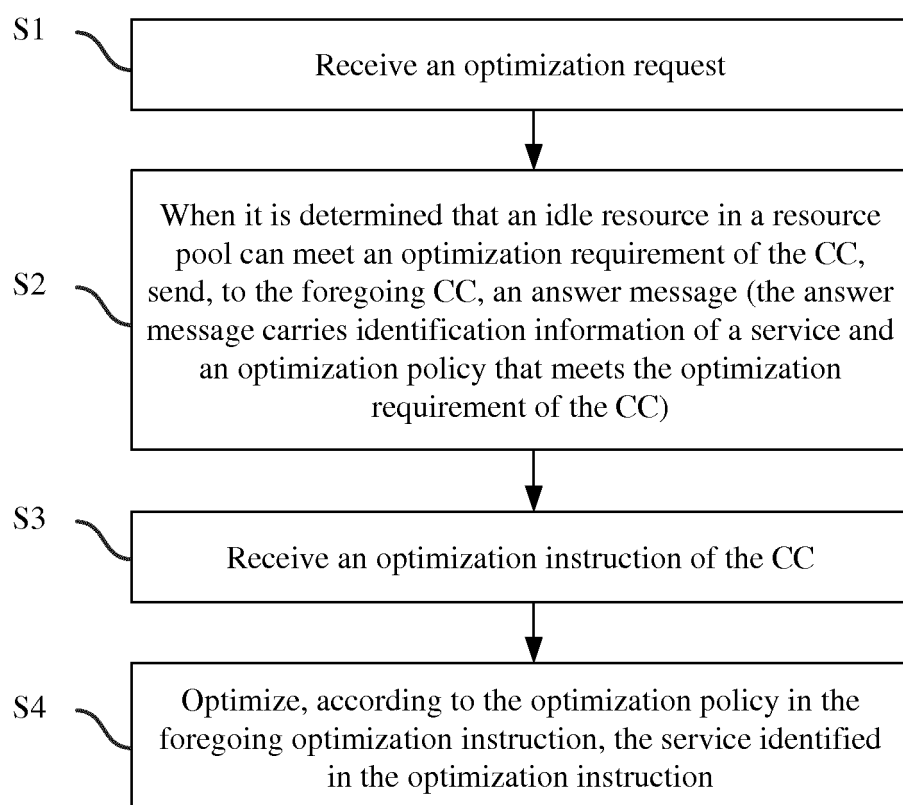 S1
Receive an optimization request
S2
When it is determined that an idle resource in a resource
pool can meet an optimization requirement of the CC,
send, to the foregoing CC, an answer message (the answer
message carries identification information of a service and
an optimization policy that meets the optimization
requirement of the CC)
S3
Receive an optimization instruction of the CC
S4
Optimize, according to the optimization policy in the
foregoing optimization instruction, the service identified
in the optimization instruction